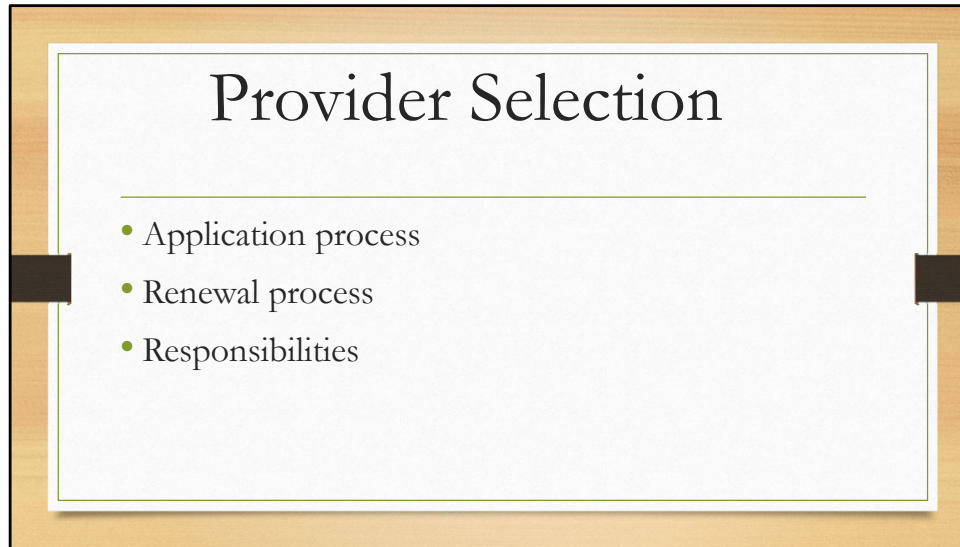 Provider Selection
• Application process
• Renewal process
• Responsibilities